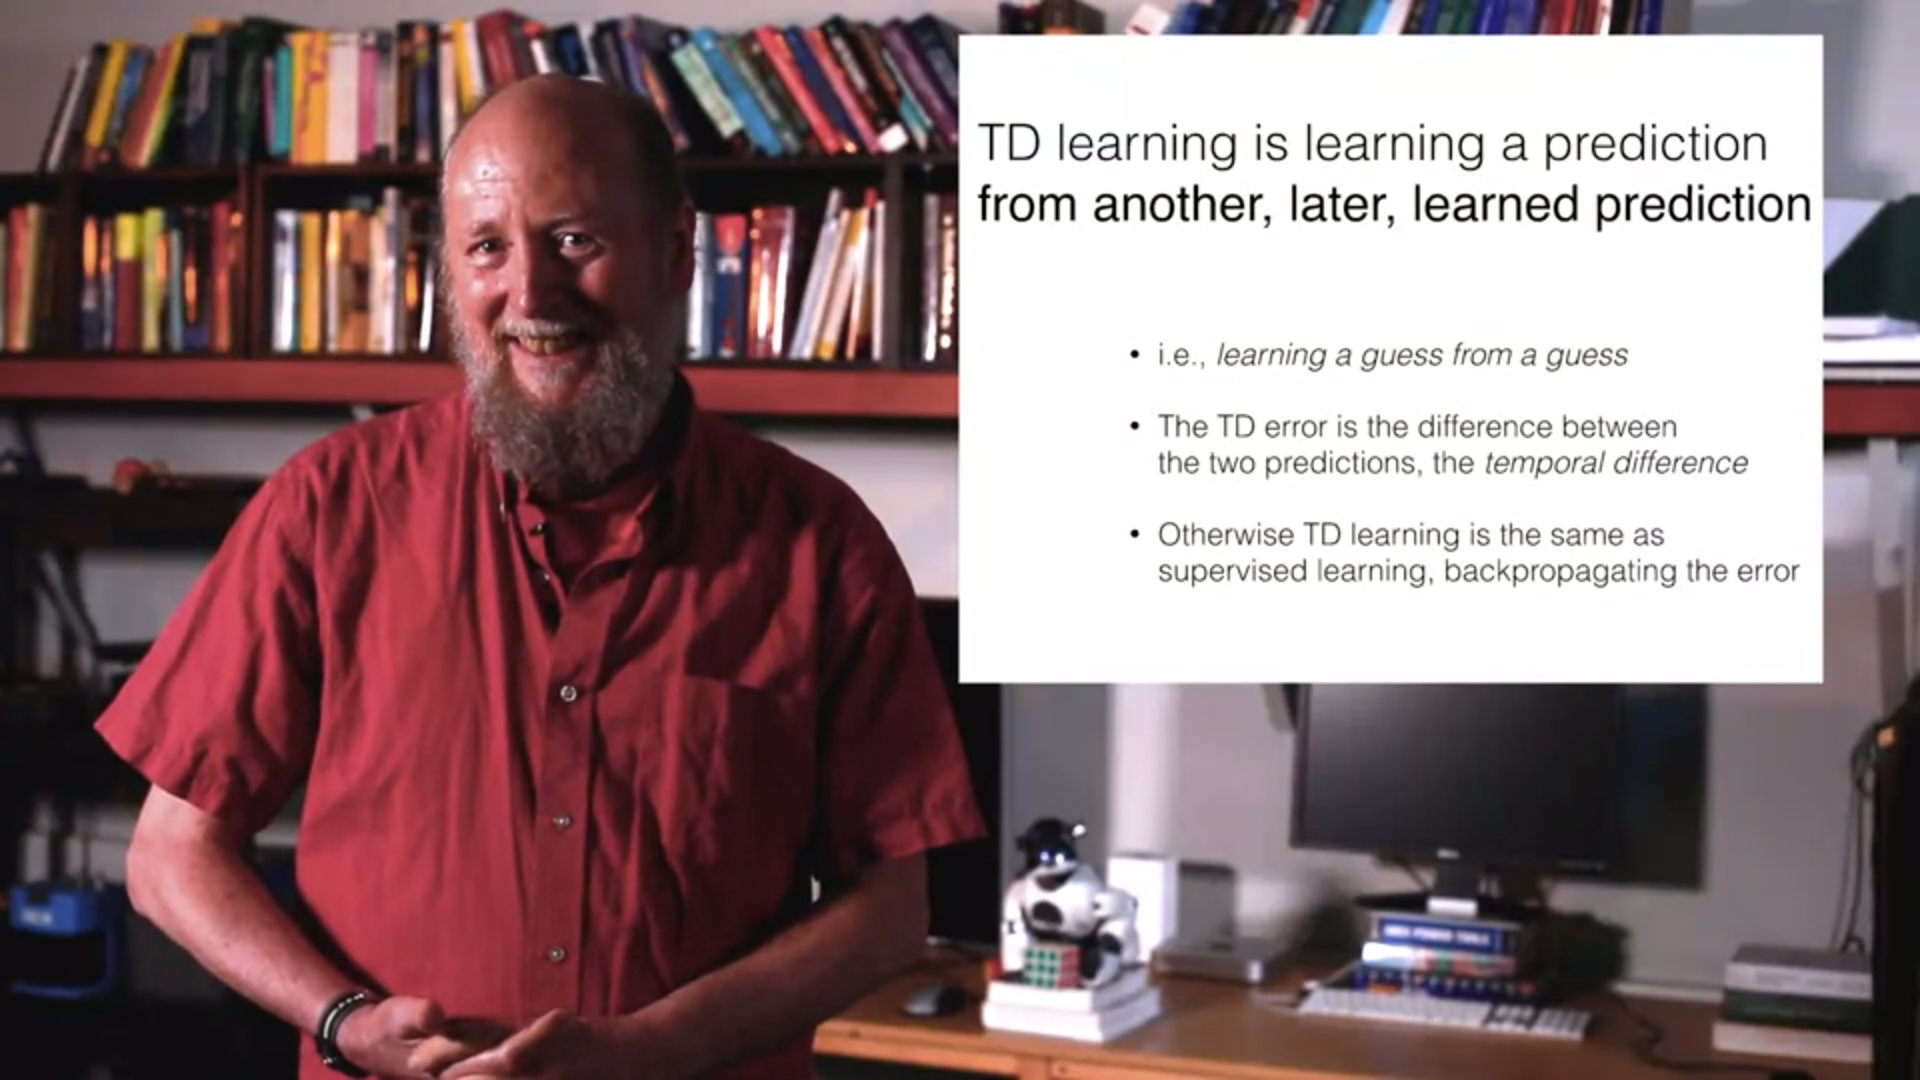 TD learning is learning a prediction
from another, later, learned prediction
• i.e., learning a guess from a guess
• The TD error is the difference between
the two predictions, the temporal difference
• Otherwise TD learning is the same as
supervised learning, backpropagating the error